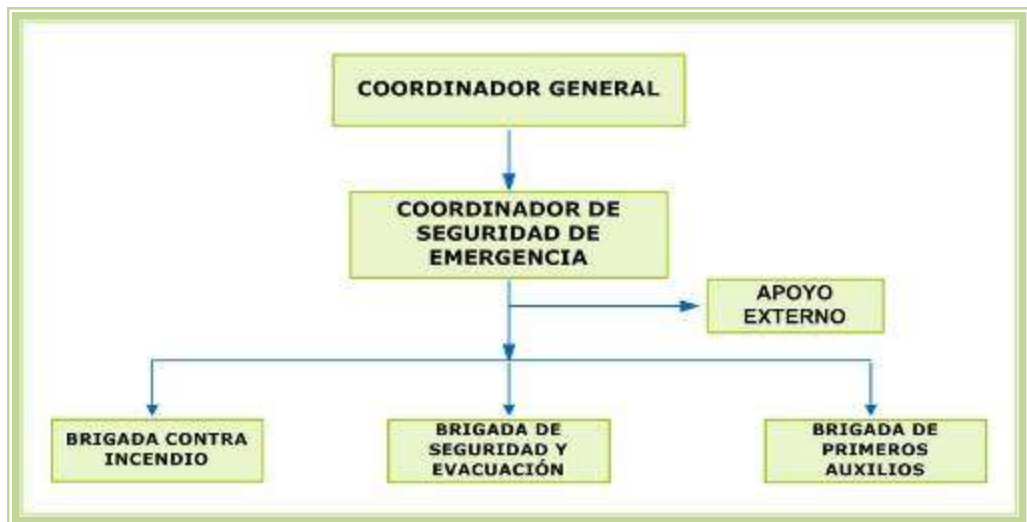 COORDINADOR GENERAL
COORDINADOR DE
SEGURIDAD DE
EMERGENCIA
APOYO
EXTERNO
BRIGADA CONTRA
INCENDIO
BRIGADA DE
SEGURIDAD Y
EVACUACIÓN
BRIGADA DE
PRIMEROS
AUXILIOS